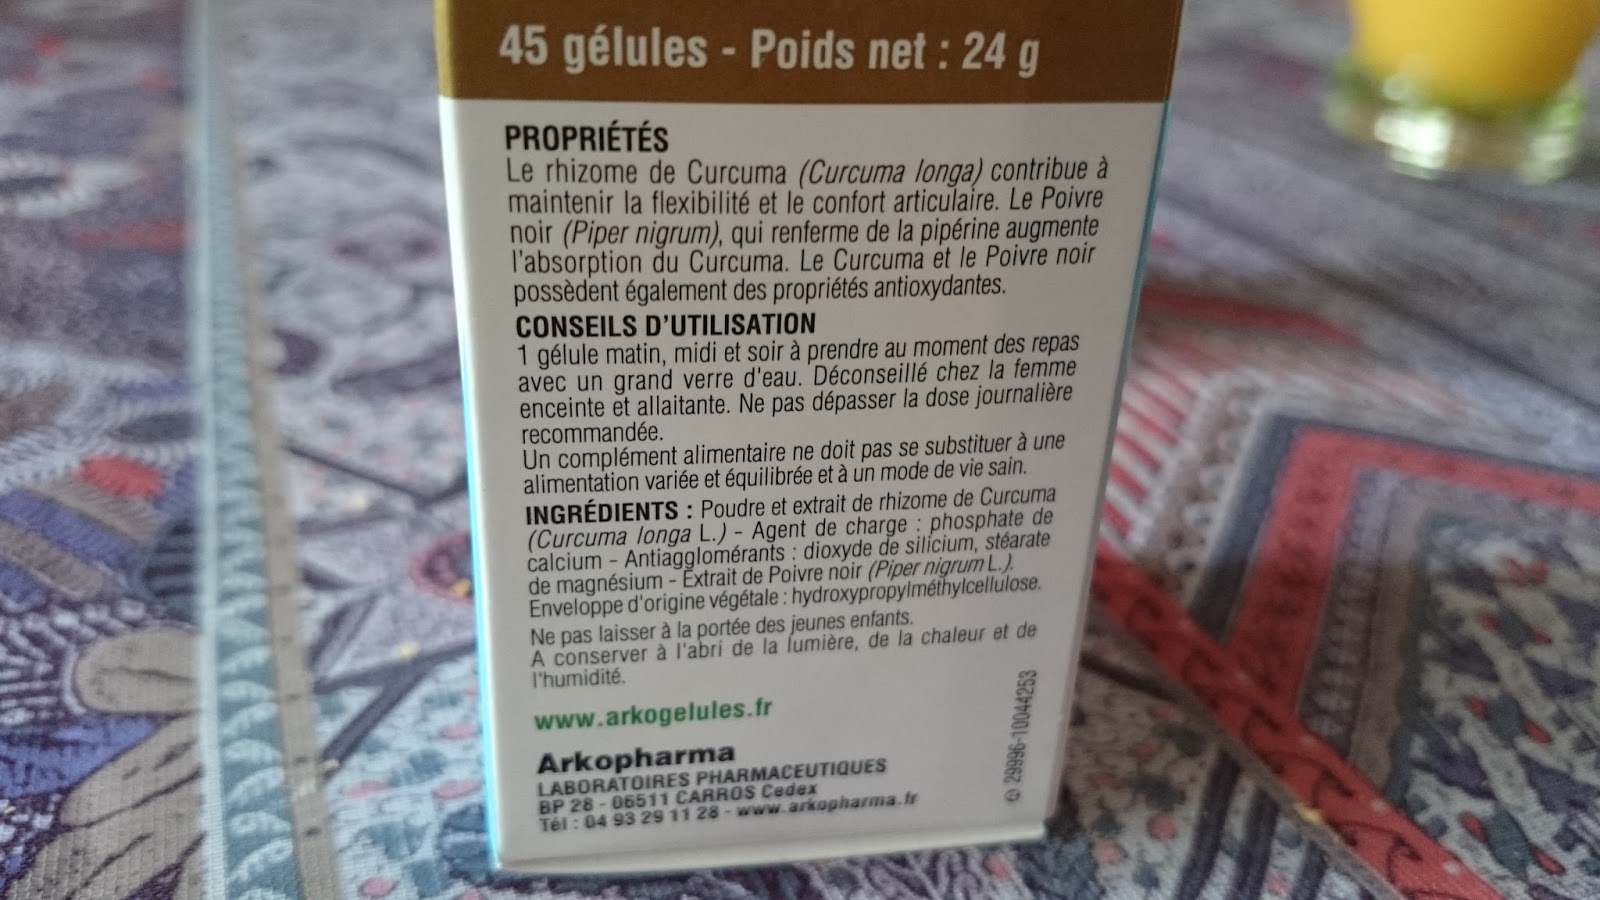 45 gélules - Poids net : 24 g
PROPRIÉTÉS
Le rhizome de Curcuma (Curcuma longa) contribue à
maintenir la flexibilité et le confort articulaire. Le Poivre
noir (Piper nigrum), qui renferme de la pipérine augmente
l'absorption du Curcuma. Le Curcuma et le Poivre noir
possèdent également des propriétés antioxydantes.
CONSEILS D'UTILISATION
1 gélule matin, midi et soir à prendre au moment des repas
avec un grand verre d'eau. Déconseillé chez la femme
enceinte et allaitante. Ne pas dépasser la dose journalière
recommandée.
Un complément alimentaire ne doit pas se substituer à une
alimentation variée et équilibrée et à un mode de vie sain.
INGRÉDIENTS : Poudre et extrait de rhizome de Curcuma
(Curcuma longa L.) - Agent de charge : phosphate de
calcium - Antiagglomérants : dioxyde de silicium, stéarate
de magnésium - Extrait de Poivre noir (Piper nigrum L.).
Enveloppe d'origine végétale : hydroxypropylméthylcellulose.
Ne pas laisser à la portée des jeunes enfants.
A conserver à l'abri de la lumière, de la chaleur et de
l'humidité.
www.arkogelules.fr
Arkopharma
LABORATOIRES PHARMACEUTIQUES
BP 28 - 06511 CARROS Cedex
Tél : 04 93 29 11 28 - www.arkopharma.fr
29996-10044253